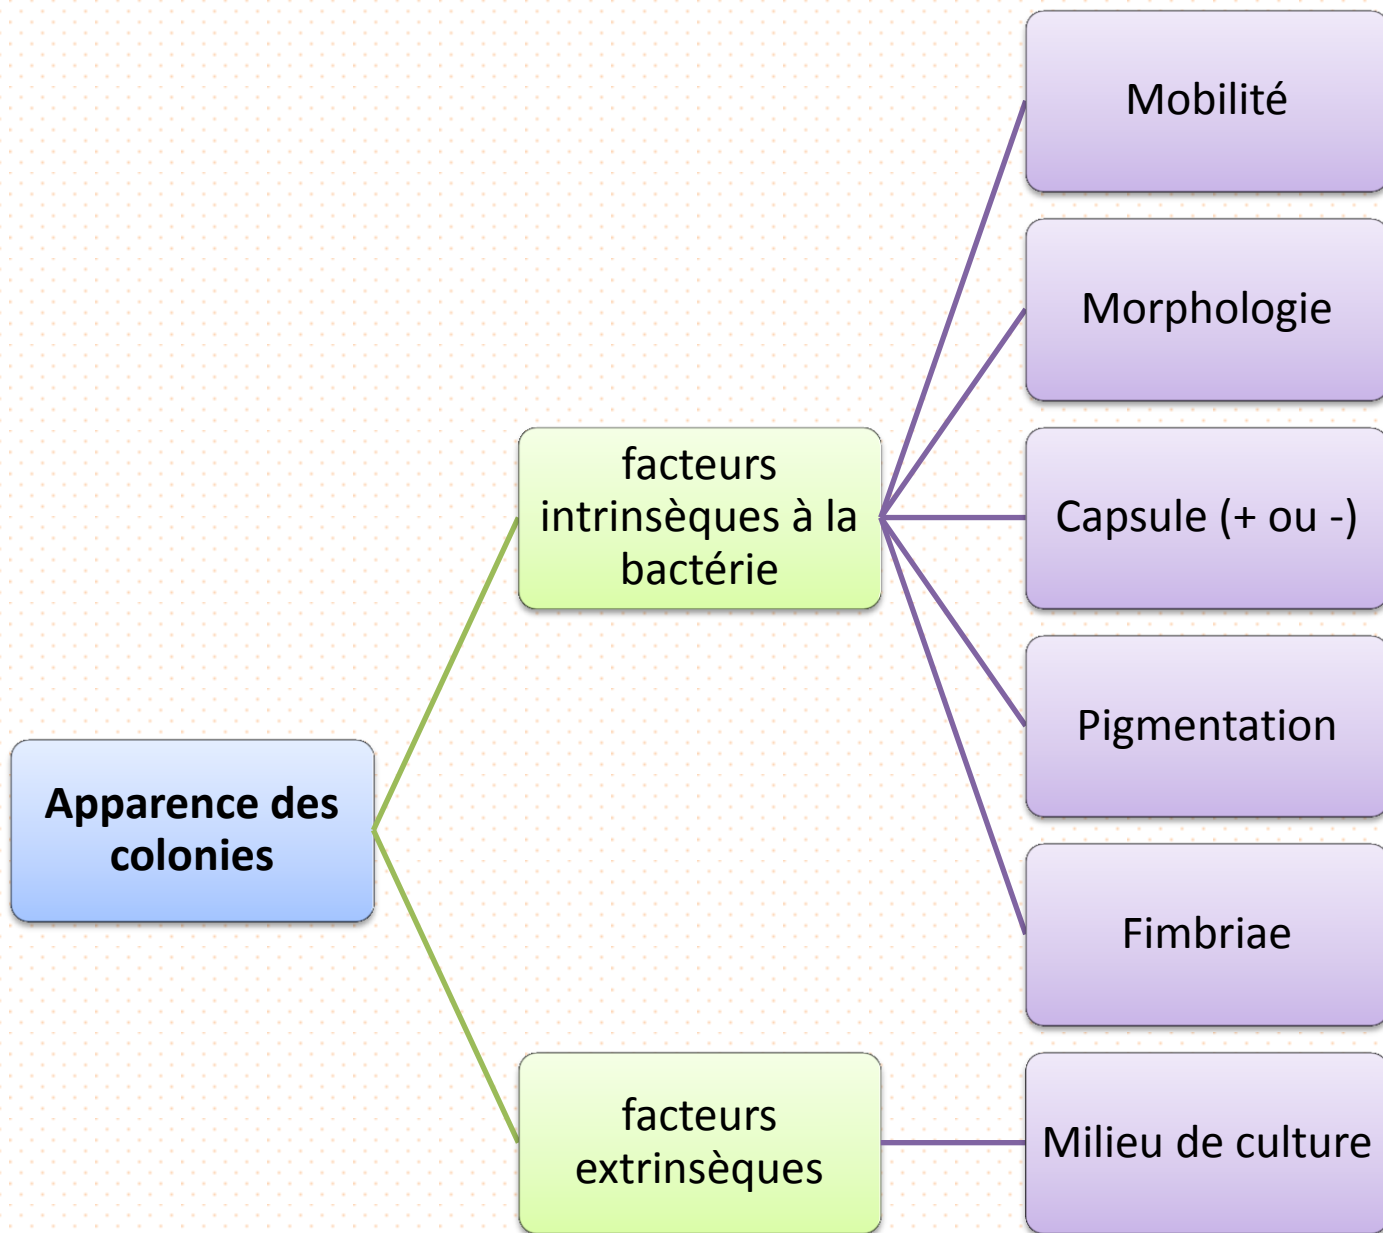 Mobilité
Morphologie
facteurs
intrinsèques à la
bactérie
Capsule (+ ou -)
Pigmentation
Apparence des
colonies
Fimbriae
facteurs
extrinsèques
Milieu de culture